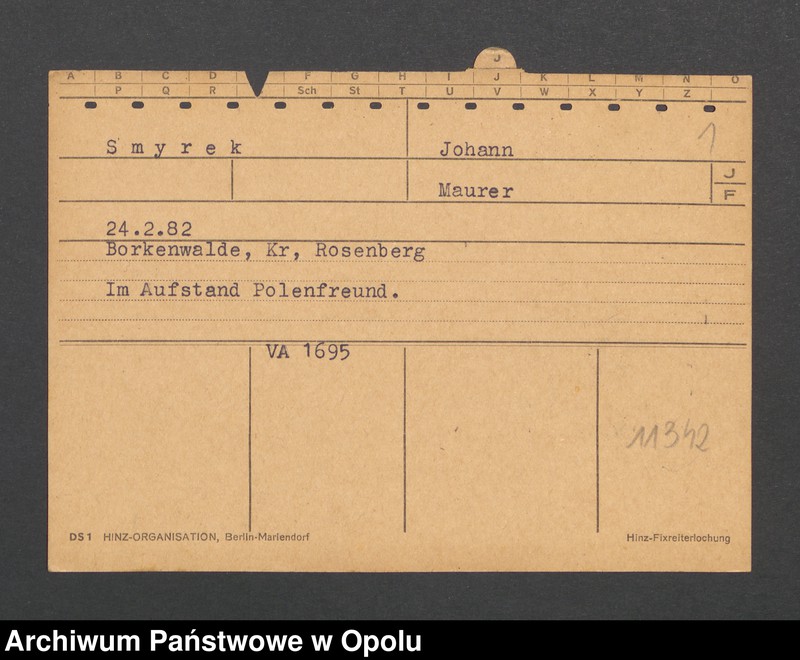 J
A B C D F G H I J K L M N O
P Q R Sch St T U V W X Y Z
1
Smyrek Johann
J
Maurer
F
24.2.82
Borkenwalde, Kr, Rosenberg
Im Aufstand Polenfreund.
VA 1695
11342
DS1 HINZ-ORGANISATION, Berlin-Mariendorf Hinz-Fixreiterlochung
Archiwum Państwowe w Opolu